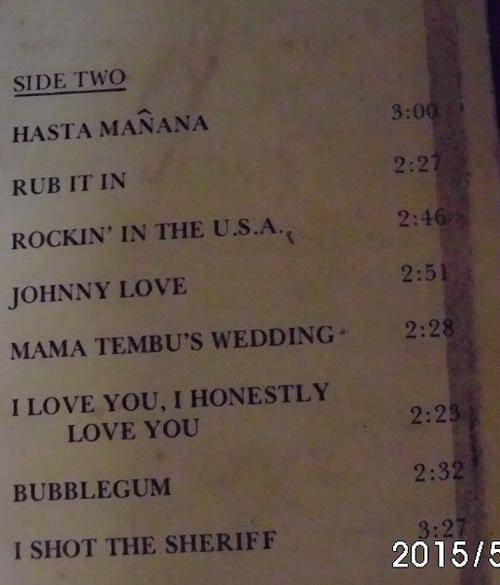 SIDE TWO
HASTA MAÑANA 3:00
RUB IT IN 2:27
ROCKIN' IN THE U.S.A. 2:46
JOHNNY LOVE 2:51
MAMA TEMBU'S WEDDING 2:28
I LOVE YOU, I HONESTLY
LOVE YOU 2:23
BUBBLEGUM 2:32
I SHOT THE SHERIFF 3:27
2015/5